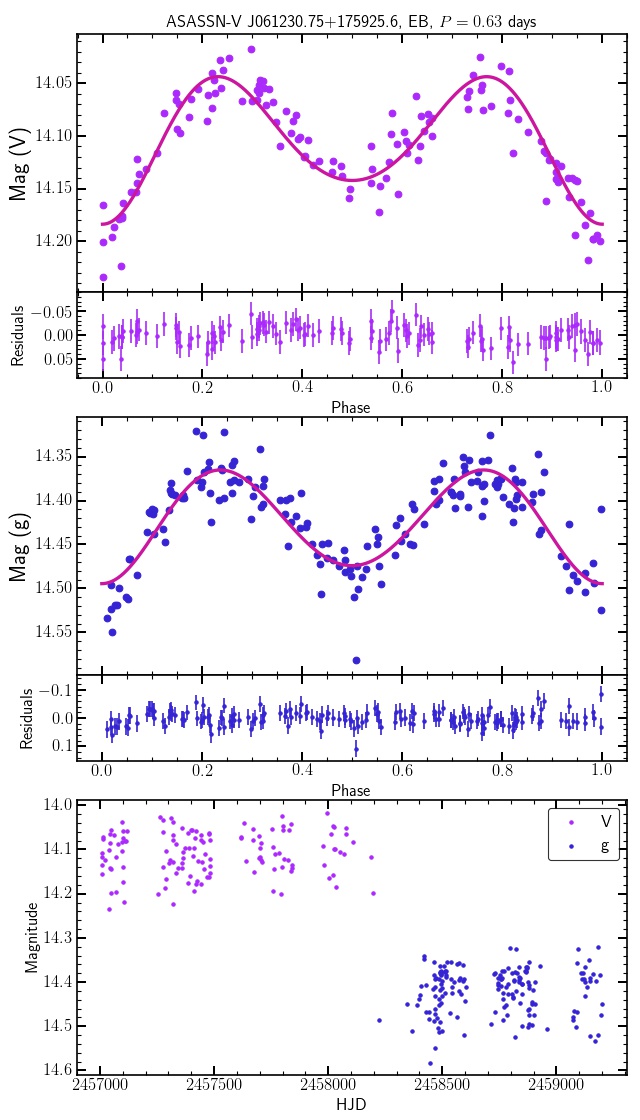 ASASSN-V J061230.75+175925.6, EB, P = 0.63 days
14.05
14.10
14.15
14.20
Mag (V)
−0.05
0.00
0.05
Residuals
0.0 0.2 0.4 0.6 0.8 1.0
Phase
14.35
14.40
14.45
14.50
14.55
Mag (g)
−0.1
0.0
0.1
Residuals
0.0 0.2 0.4 0.6 0.8 1.0
Phase
14.0
14.1
14.2
14.3
14.4
14.5
14.6
Magnitude
V
g
2457000 2457500 2458000 2458500 2459000
HJD